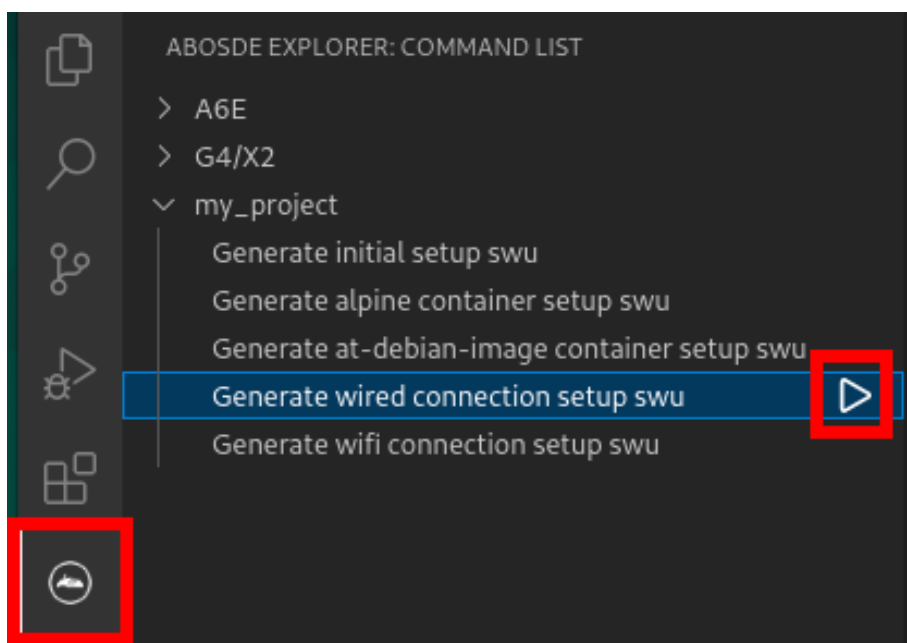 ABOSDE EXPLORER: COMMAND LIST
A6E
G4/X2
my_project
Generate initial setup swu
Generate alpine container setup swu
Generate at-debian-image container setup swu
Generate wired connection setup swu
Generate wifi connection setup swu